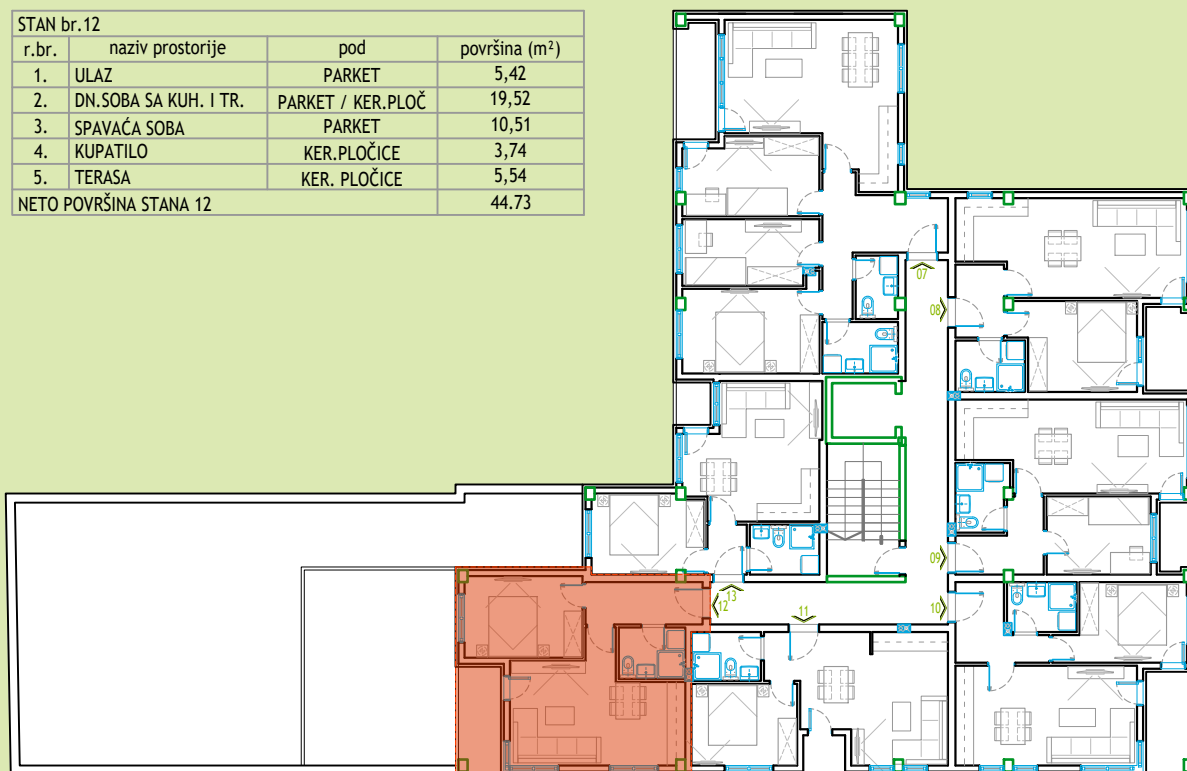 STAN br.12
r.br. naziv prostorije pod površina (m²)
1. ULAZ PARKET 5,42
2. DN.SOBA SA KUH. I TR. PARKET / KER.PLOČ 19,52
3. SPAVAĆA SOBA PARKET 10,51
4. KUPATILO KER.PLOČICE 3,74
5. TERASA KER. PLOČICE 5,54
NETO POVRŠINA STANA 12 44.73
07
08
09
10
11
12
13